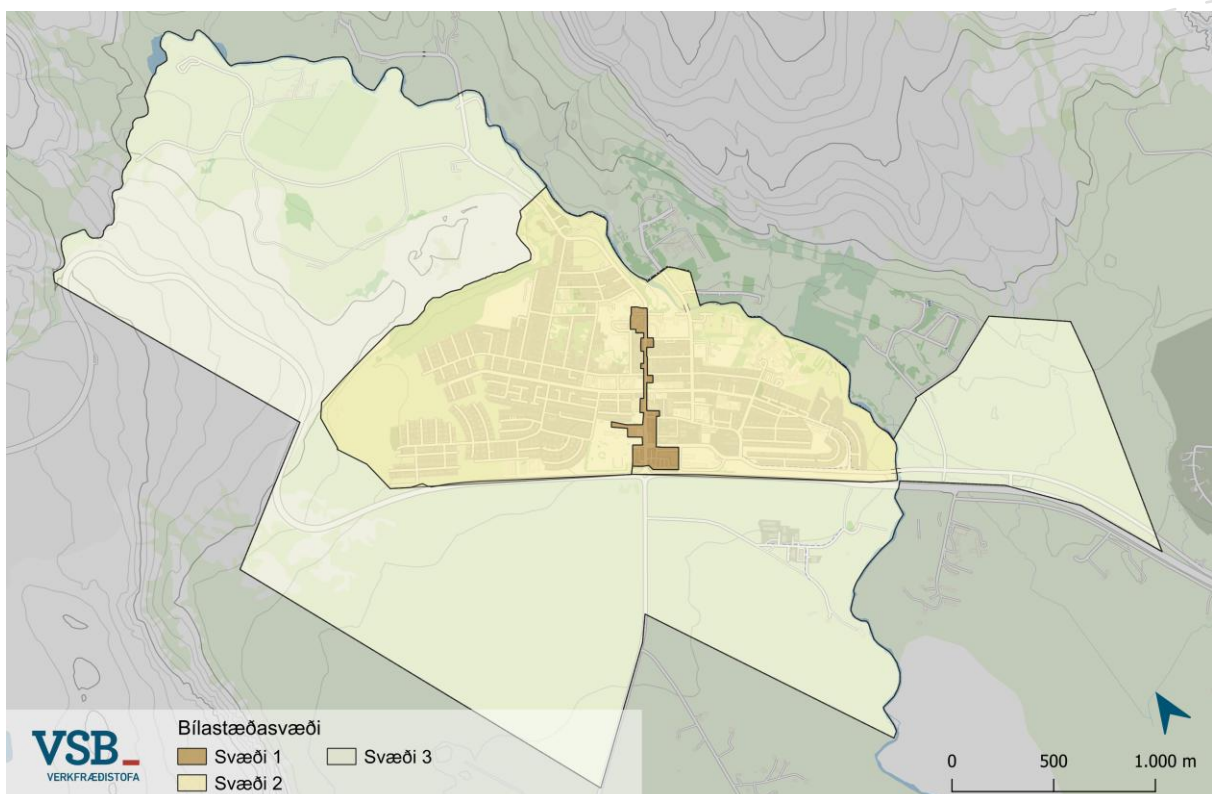 Bílastæðasvæði
Svæði 1
Svæði 3
Svæði 2
VSB
VERKFRÆÐISTOFA
0 500 1.000 m